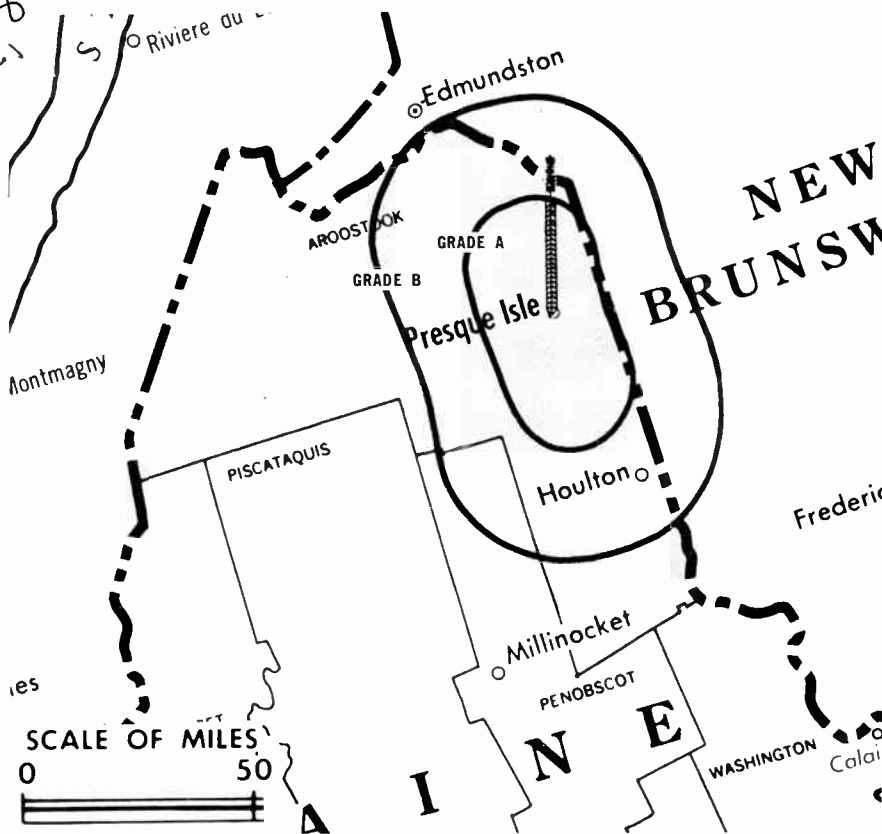 Riviere du
Edmundston
NEW
BRUNSW
AROOSTOOK
GRADE A
GRADE B
Presque Isle
Montmagny
PISCATAQUIS
Houlton
Frederic
Millinocket
PENOBSCOT
AINE
WASHINGTON
Calai
SCALE OF MILES
0 50